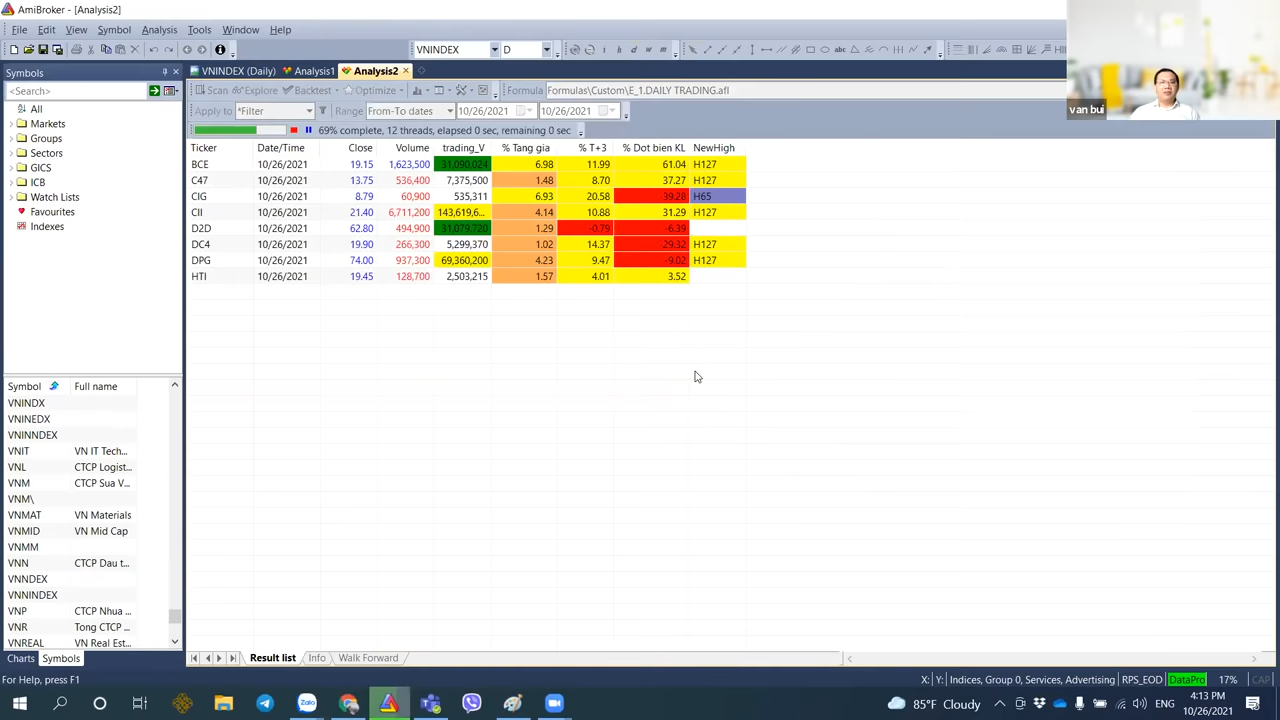 AmiBroker - [Analysis2]
File Edit View Symbol Analysis Tools Window Help
VNINDEX D
Symbols
VNINDEX (Daily) Analysis1 Analysis2
<Search>
Scan Explore Backtest Optimize Formula Formulas\Custom\E_1.DAILY TRADING.afl
Apply to *Filter Range From-To dates 10/26/2021 10/26/2021
69% complete, 12 threads, elapsed 0 sec, remaining 0 sec
All
Markets
Groups
Sectors
GICS
ICB
Watch Lists
Favourites
Indexes
Ticker Date/Time Close Volume trading_V % Tang gia % T+3 % Dot bien KL NewHigh
BCE 10/26/2021 19.15 1,623,500 31,090,024 6.98 11.99 61.04 H127
C47 10/26/2021 13.75 536,400 7,375,500 1.48 8.70 37.27 H127
CIG 10/26/2021 8.79 60,900 535,311 6.93 20.58 -39.28 H65
CII 10/26/2021 21.40 6,711,200 143,619,6... 4.14 10.88 31.29 H127
D2D 10/26/2021 62.80 494,900 31,079,720 1.29 -0.79 -6.39
DC4 10/26/2021 19.90 266,300 5,299,370 1.02 14.37 -29.32 H127
DPG 10/26/2021 74.00 937,300 69,360,200 4.23 9.47 -9.02 H127
HTI 10/26/2021 19.45 128,700 2,503,215 1.57 4.01 3.52
van bui
Symbol Full name
VNINDX
VNINEDX
VNINNDEX
VNIT VN IT Tech...
VNL CTCP Logist...
VNM CTCP Sua V...
VNM\
VNMAT VN Materials
VNMID VN Mid Cap
VNMM
VNN CTCP Dau t...
VNNDEX
VNNINDEX
VNP CTCP Nhua ...
VNR Tong CTCP ...
VNREAL VN Real Est...
Charts Symbols
Result list Info Walk Forward
For Help, press F1
X: Y: Indices, Group 0, Services, Advertising RPS_EOD DataPro 17% CAP
Zalo
85°F Cloudy
4:13 PM
10/26/2021